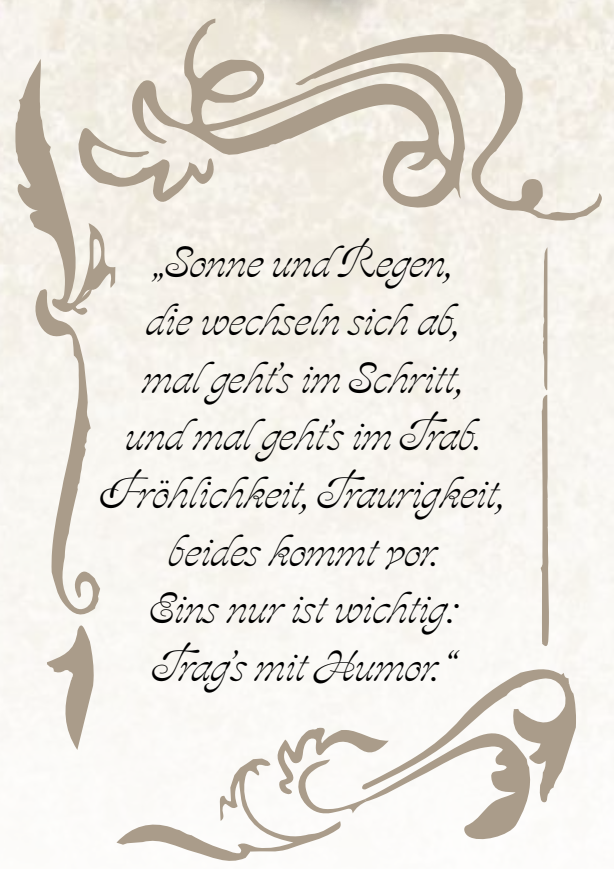 „Sonne und Regen,
die wechseln sich ab,
mal geht's im Schritt,
und mal geht's im Trab.
Fröhlichkeit, Traurigkeit,
beides kommt vor.
Eins nur ist wichtig:
Trag's mit Humor.“